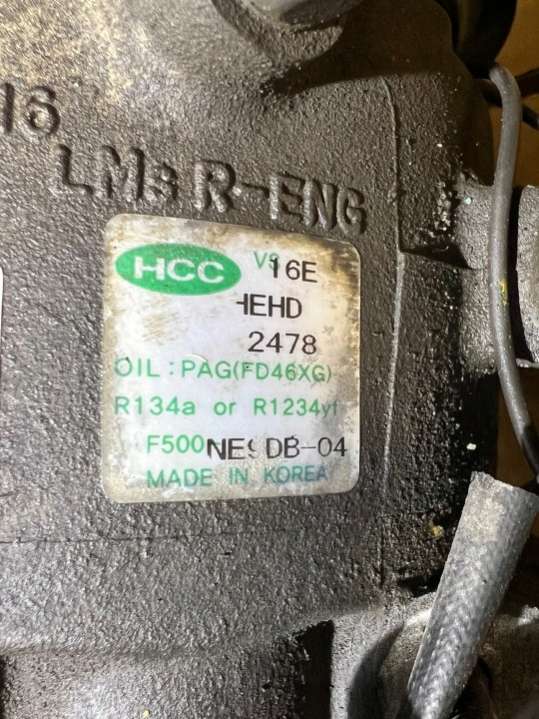 16
LMs R-ENG
HCC VS16E
HEHD
2478
OIL : PAG(FD46XG)
R134a or R1234yf
F500 DB-04
MADE IN KOREA